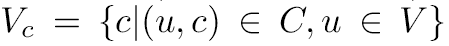 V_c = {c|(u, c) ∈ C, u ∈ V}